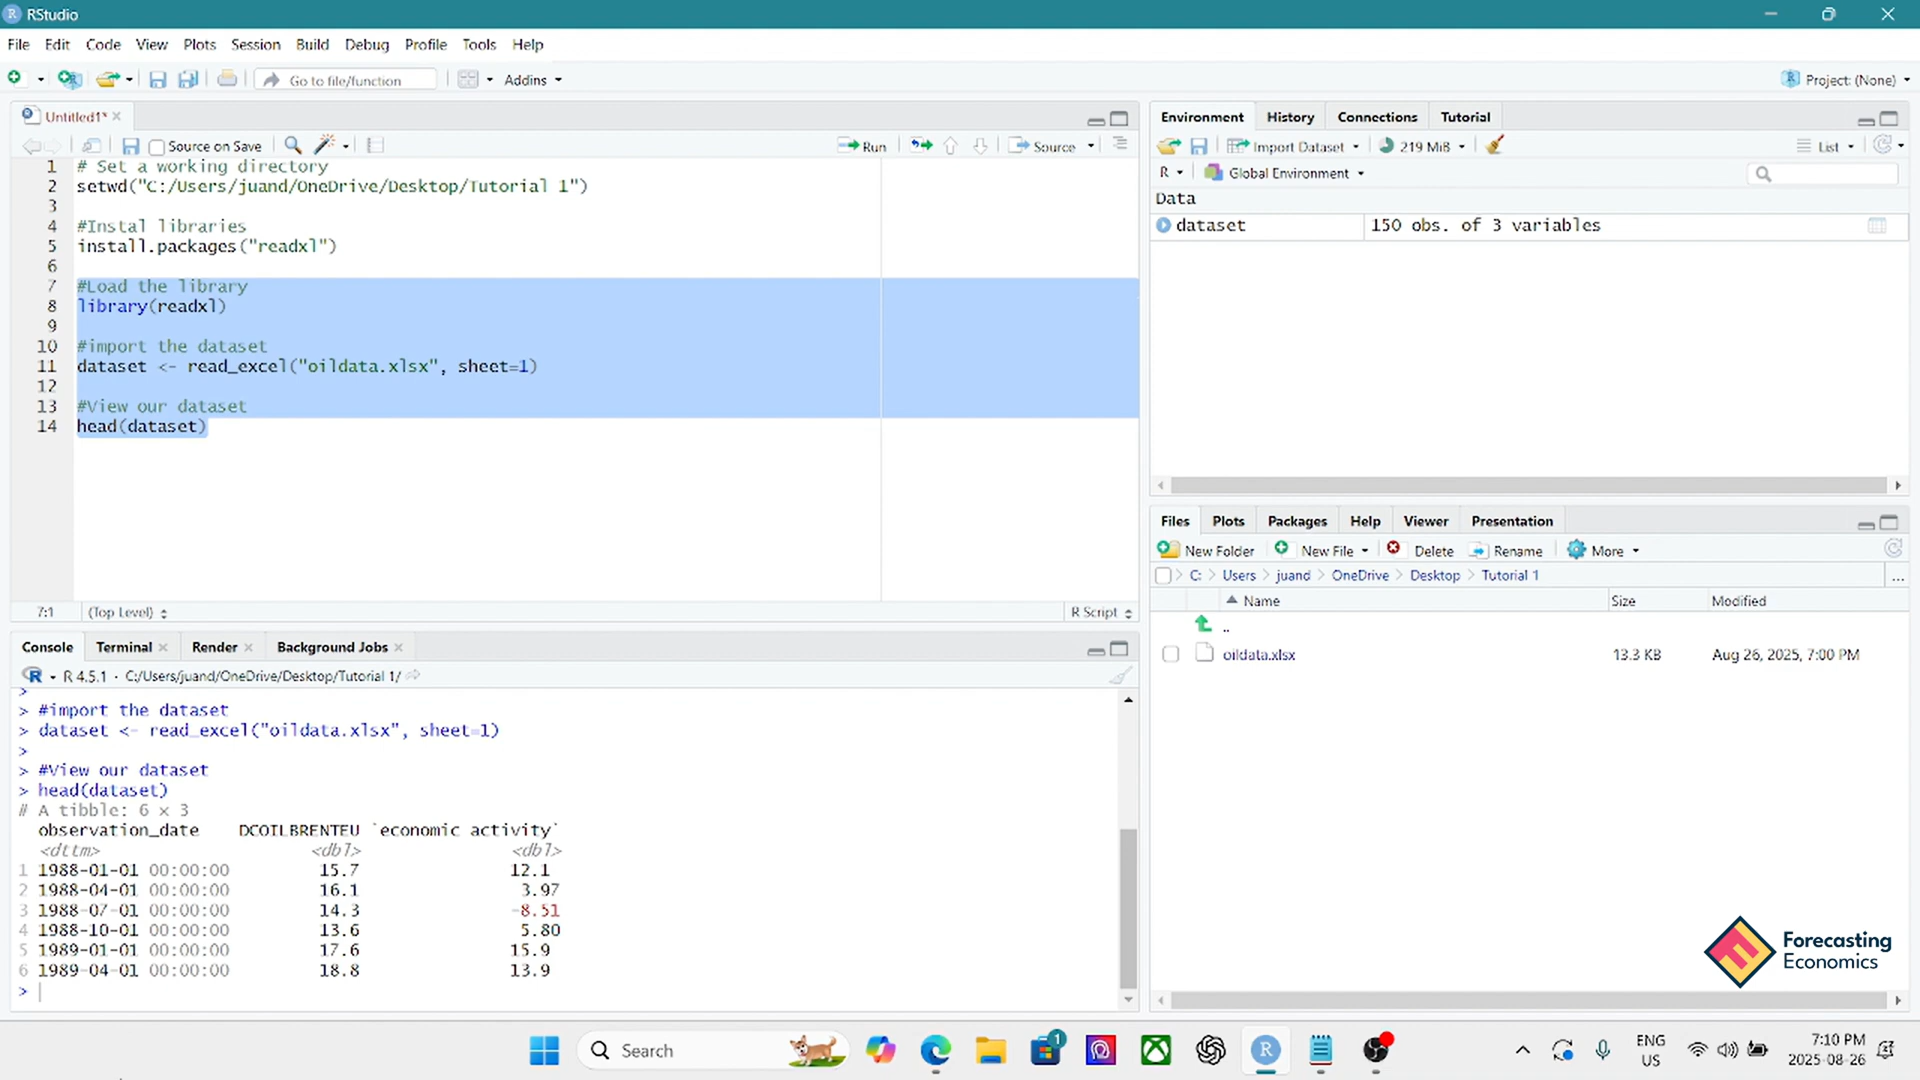 RStudio
File Edit Code View Plots Session Build Debug Profile Tools Help
Go to file/function Addins Project: (None)
Untitled1*
Source on Save Run Source
1 # Set a working directory
2 setwd("C:/Users/juand/OneDrive/Desktop/Tutorial 1")
3
4 #Instal libraries
5 install.packages("readxl")
6
7 #Load the library
8 library(readxl)
9
10 #import the dataset
11 dataset <- read_excel("oildata.xlsx", sheet=1)
12
13 #View our dataset
14 head(dataset)
7:1 (Top Level) R Script
Console Terminal Render Background Jobs
R 4.5.1 · C:/Users/juand/OneDrive/Desktop/Tutorial 1/
>
> #import the dataset
> dataset <- read_excel("oildata.xlsx", sheet=1)
>
> #View our dataset
> head(dataset)
# A tibble: 6 × 3
observation_date DCOILBRENTEU `economic activity`
<dttm> <dbl> <dbl>
1 1988-01-01 00:00:00 15.7 12.1
2 1988-04-01 00:00:00 16.1 3.97
3 1988-07-01 00:00:00 14.3 -8.51
4 1988-10-01 00:00:00 13.6 5.80
5 1989-01-01 00:00:00 17.6 15.9
6 1989-04-01 00:00:00 18.8 13.9
>
Environment History Connections Tutorial
Import Dataset 219 MiB List
R Global Environment
Data
dataset 150 obs. of 3 variables
Files Plots Packages Help Viewer Presentation
New Folder New File Delete Rename More
C: > Users > juand > OneDrive > Desktop > Tutorial 1 ...
Name Size Modified
..
oildata.xlsx 13.3 KB Aug 26, 2025, 7:00 PM
Forecasting
Economics
Search
1
ENG
US
7:10 PM
2025-08-26